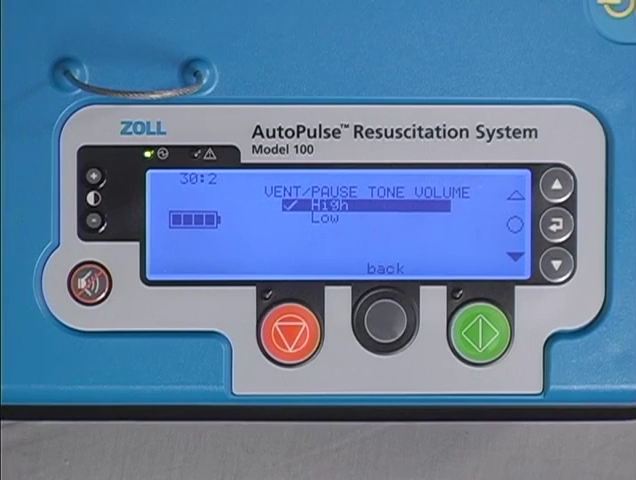 ZOLL
AutoPulse™ Resuscitation System
Model 100
30:2
VENT/PAUSE TONE VOLUME
✓ High
Low
back